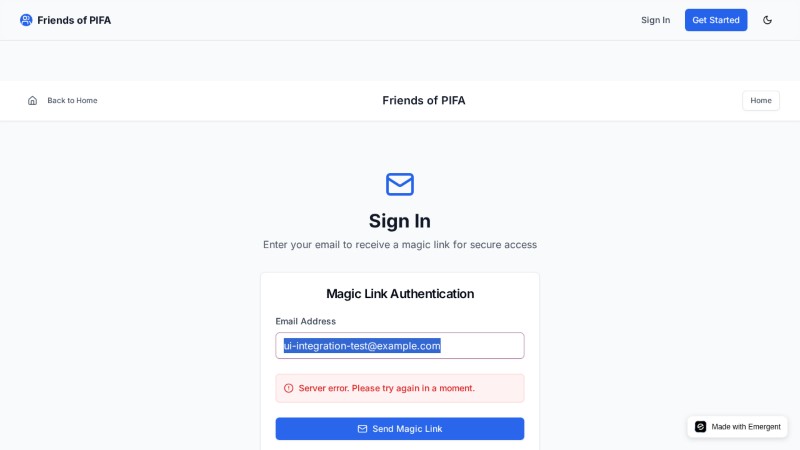 Friends of PIFA
Sign In
Get Started
Back to Home
Friends of PIFA
Home
Sign In
Enter your email to receive a magic link for secure access
Magic Link Authentication
Email Address
ui-integration-test@example.com
Server error. Please try again in a moment.
Send Magic Link
Made with Emergent